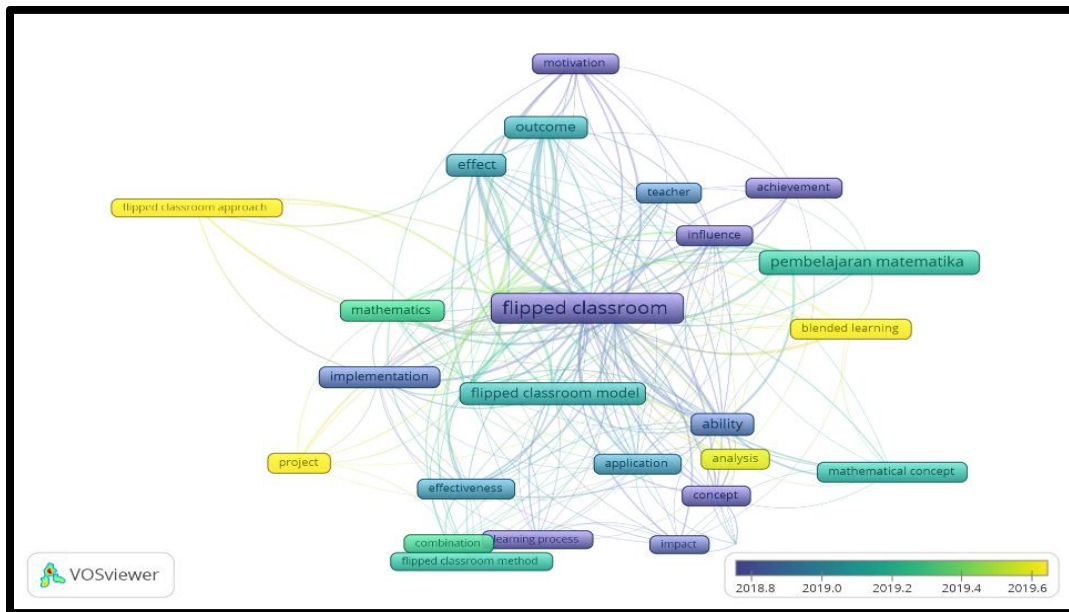 motivation
outcome
effect
teacher
achievement
flipped classroom approach
influence
pembelajaran matematika
flipped classroom
mathematics
blended learning
implementation
flipped classroom model
ability
analysis
project
application
mathematical concept
effectiveness
concept
combination
learning process
impact
flipped classroom method
VOSviewer
2018.8 2019.0 2019.2 2019.4 2019.6